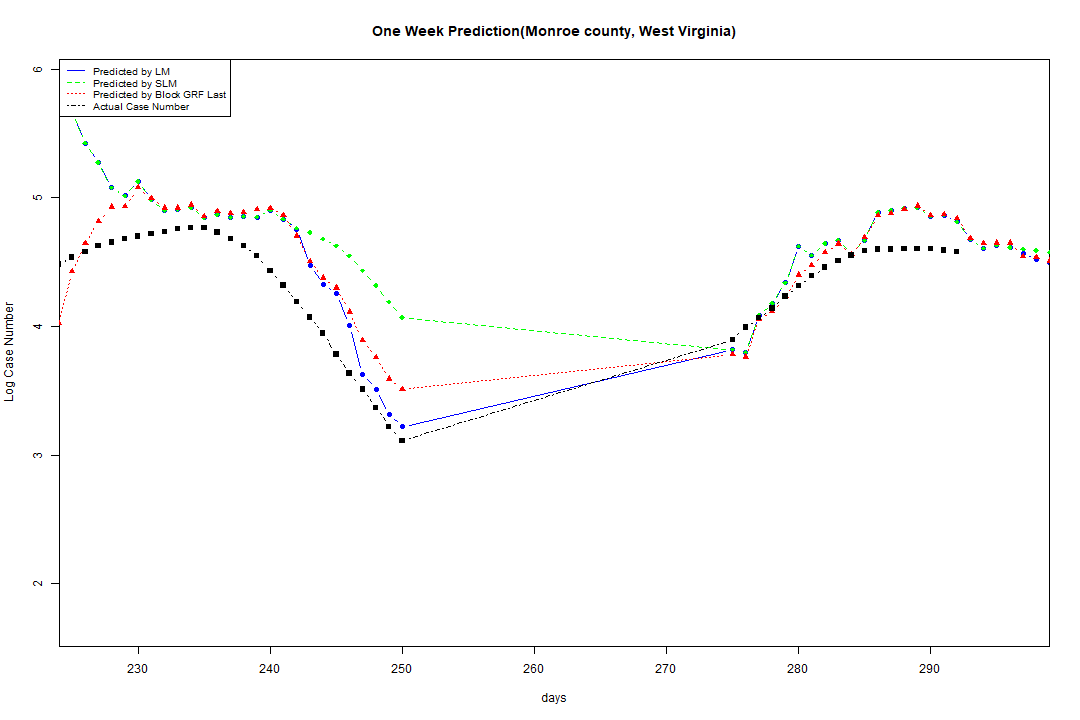 One Week Prediction(Monroe county, West Virginia)
Predicted by LM
Predicted by SLM
Predicted by Block GRF Last
Actual Case Number
6
5
4
3
2
Log Case Number
230 240 250 260 270 280 290
days